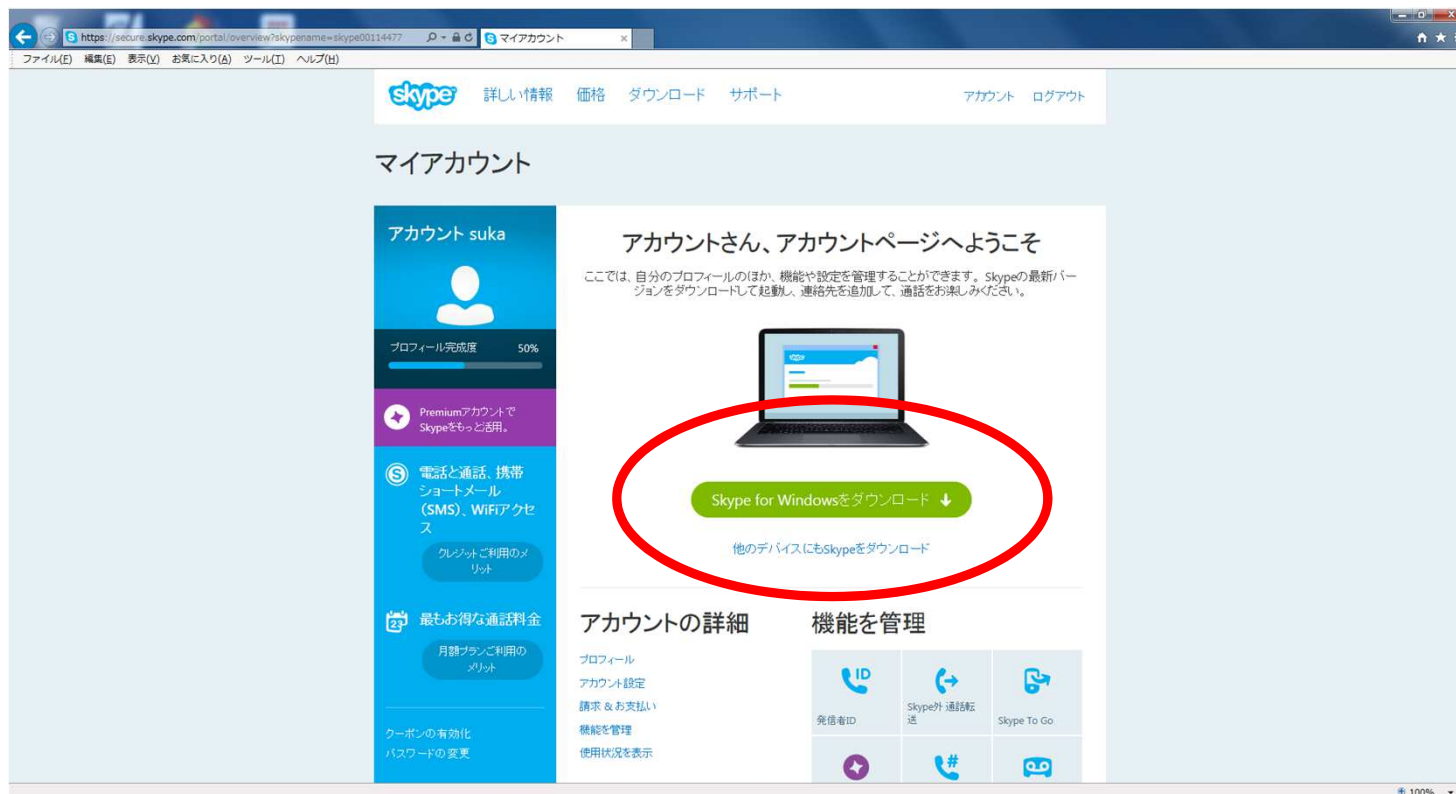 https://secure.skype.com/portal/overview?skypename=skype00114477
マイアカウント
ファイル(F) 編集(E) 表示(V) お気に入り(A) ツール(T) ヘルプ(H)
skype 詳しい情報 価格 ダウンロード サポート アカウント ログアウト
マイアカウント
アカウント suka
プロフィール完成度 50%
Premiumアカウントで
Skypeをもっと活用。
電話と通話、携帯
ショートメール
（SMS）、WiFiアクセ
ス
クレジットご利用のメ
リット
23
最もお得な通話料金
月額プランご利用の
メリット
クーポンの有効化
パスワードの変更
アカウントさん、アカウントページへようこそ
ここでは、自分のプロフィールのほか、機能や設定を管理することができます。Skypeの最新バー
ジョンをダウンロードして起動し、連絡先を追加して、通話をお楽しみください。
skype
Skype for Windowsをダウンロード
他のデバイスにもSkypeをダウンロード
アカウントの詳細
プロフィール
アカウント設定
請求 & お支払い
機能を管理
使用状況を表示
機能を管理
ID
発信者ID
Skype外 通話転
送
Skype To Go
#
100%